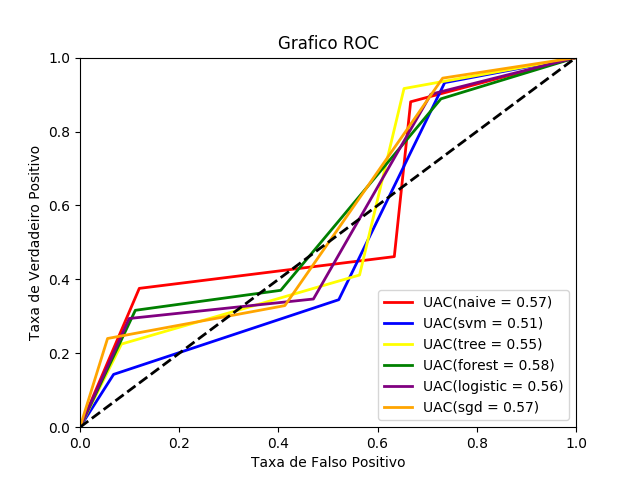 Grafico ROC
1.0
0.8
0.6
0.4
0.2
0.0
Taxa de Verdadeiro Positivo
UAC(naive = 0.57)
UAC(svm = 0.51)
UAC(tree = 0.55)
UAC(forest = 0.58)
UAC(logistic = 0.56)
UAC(sgd = 0.57)
0.0 0.2 0.4 0.6 0.8 1.0
Taxa de Falso Positivo